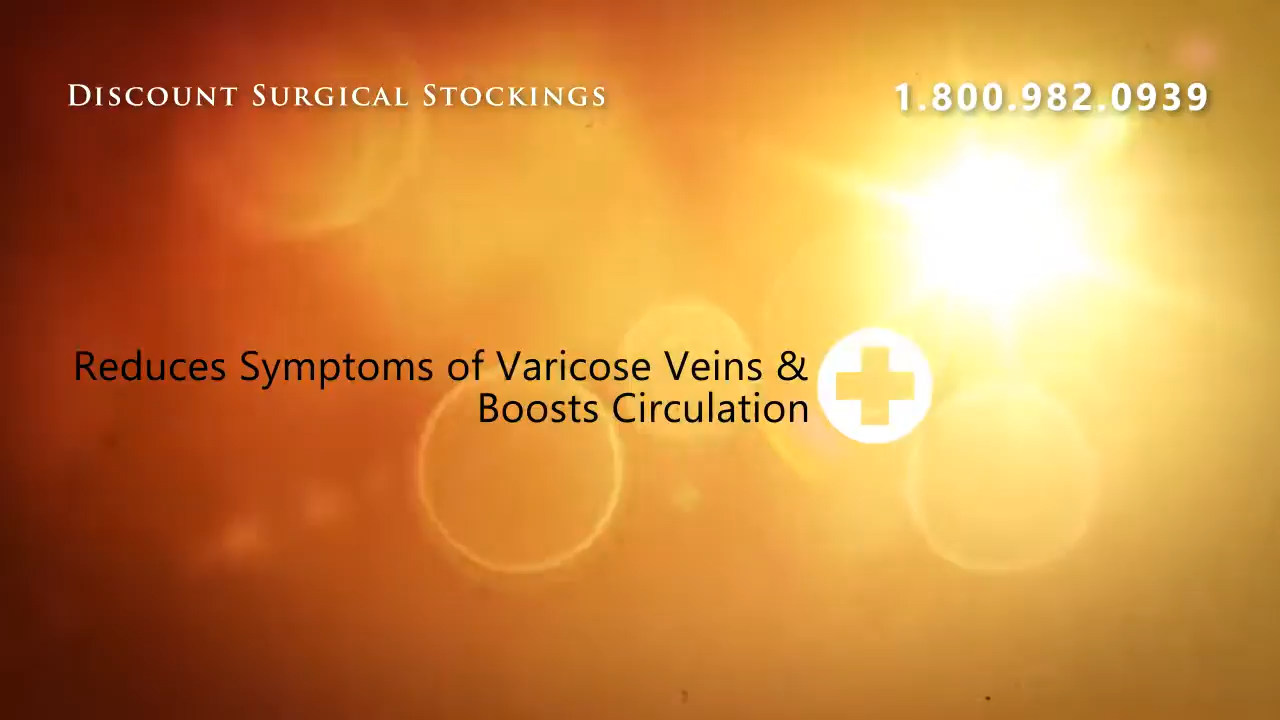 Discount Surgical Stockings
1.800.982.0939
Reduces Symptoms of Varicose Veins &
Boosts Circulation